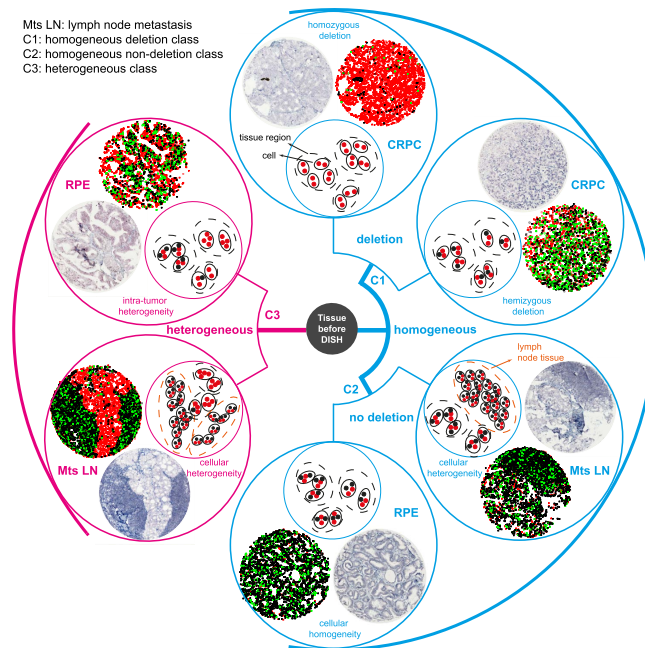 Mts LN: lymph node metastasis
C1: homogeneous deletion class
C2: homogeneous non-deletion class
C3: heterogeneous class
homozygous
deletion
tissue region
cell
CRPC
RPE
intra-tumor
heterogeneity
CRPC
hemizygous
deletion
deletion
C1
C3
heterogeneous
Tissue
before
DISH
homogeneous
C2
no deletion
lymph
node tissue
Mts LN
cellular
heterogeneity
cellular
heterogeneity
Mts LN
RPE
cellular
homogeneity